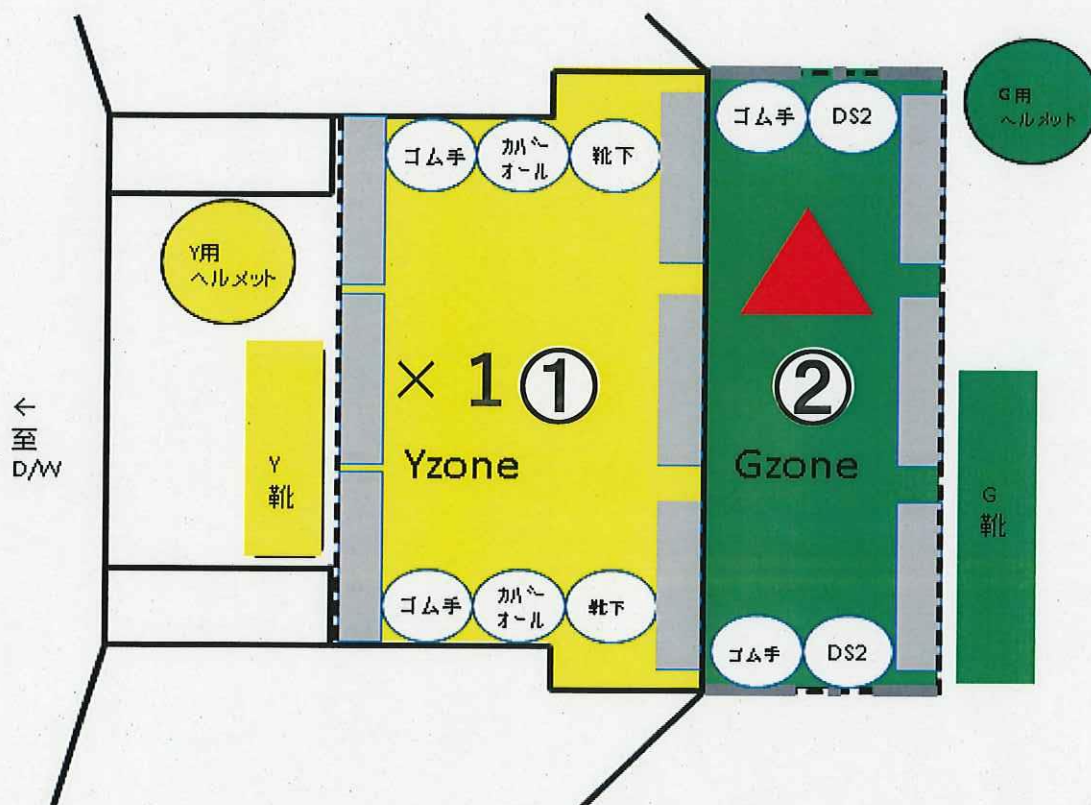 ゴム手
カバー
オール
靴下
ゴム手
DS2
G用
ヘルメット
Y用
ヘルメット
× 1 ①
②
←
至
D/W
Yzone
Gzone
Y
靴
G
靴
ゴム手
カバー
オール
靴下
ゴム手
DS2